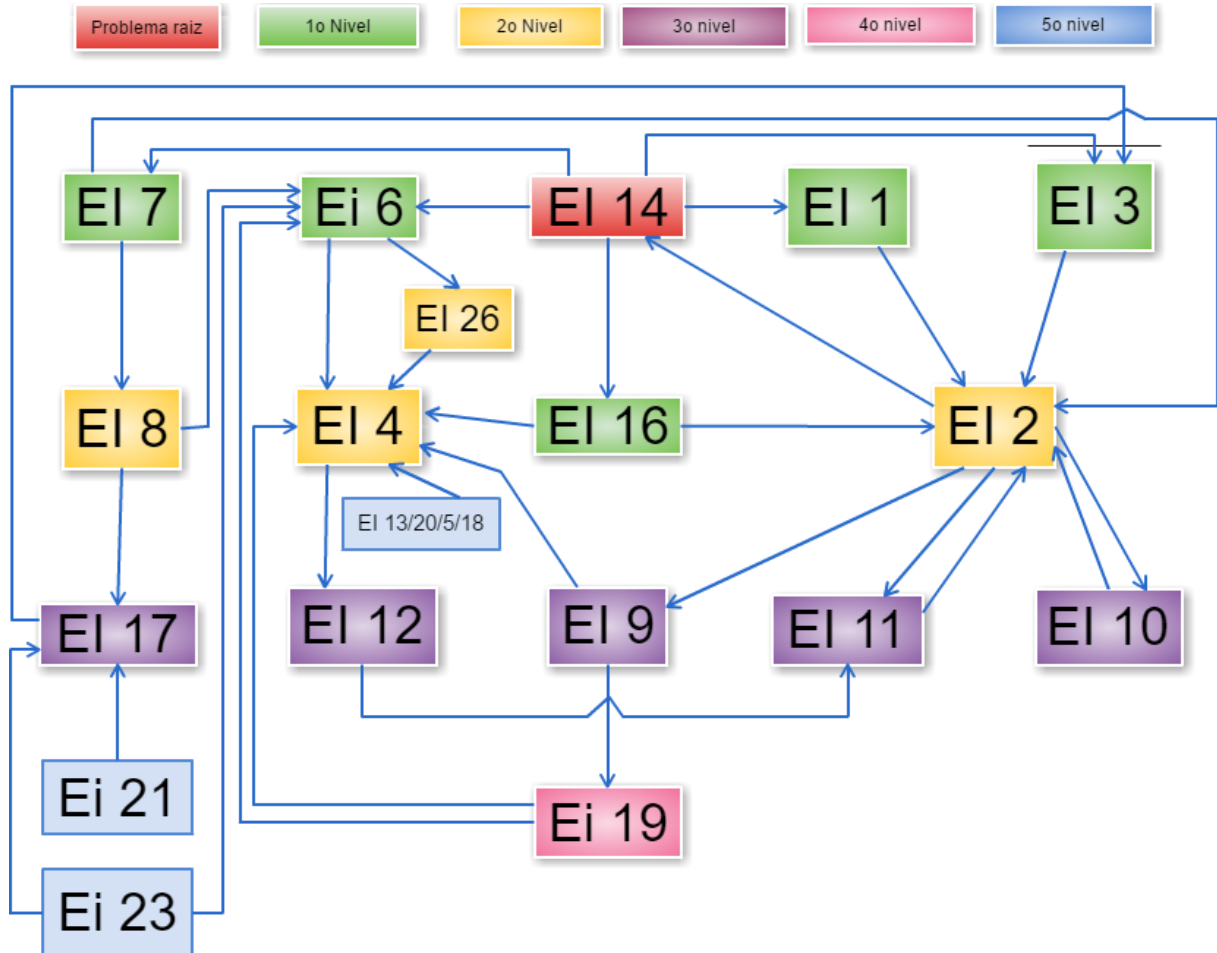 Problema raiz
1o Nivel
2o Nivel
3o nivel
4o nivel
5o nivel
EI 7
Ei 6
EI 14
EI 1
EI 3
EI 26
EI 8
EI 4
EI 16
EI 2
EI 13/20/5/18
EI 17
EI 12
EI 9
EI 11
EI 10
Ei 21
Ei 19
Ei 23